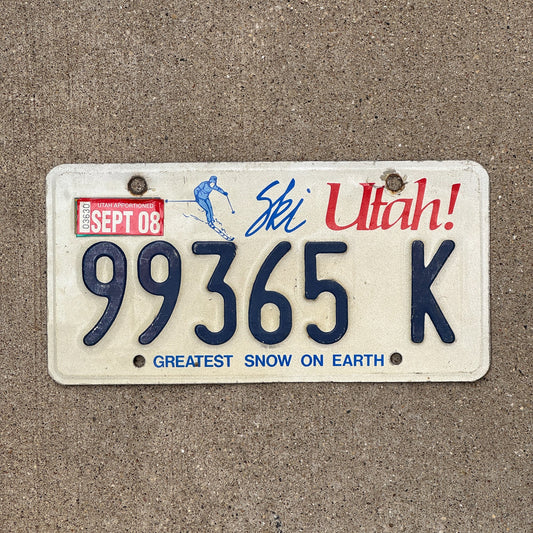 UTAH APPORTIONED
SEPT 08
Ski Utah!
99365 K
GREATEST SNOW ON EARTH